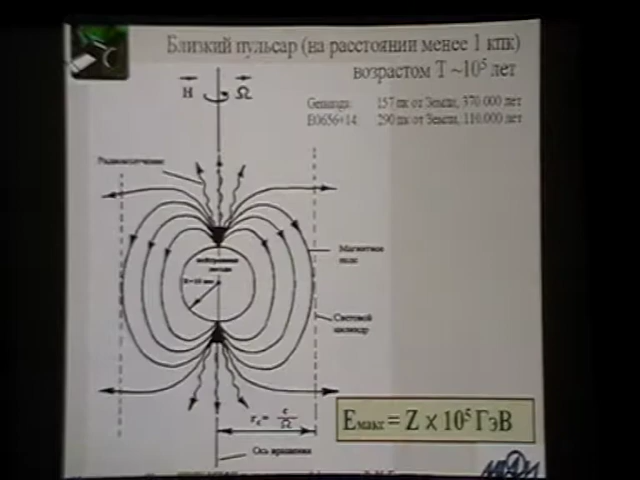 Близкий пульсар (на расстоянии менее 1 кпк)
возрастом T ~10⁵ лет
H Ω
Geminga: 157 пк от Земли, 370 000 лет
B0656+14: 290 пк от Земли, 110 000 лет
Радиоизлучение
Магнитное
поле
нейтронная
звезда
R≈10 км
Световой
цилиндр
r_c = c/Ω
Eмакс = Z × 10⁵ ГэВ
Ось вращения